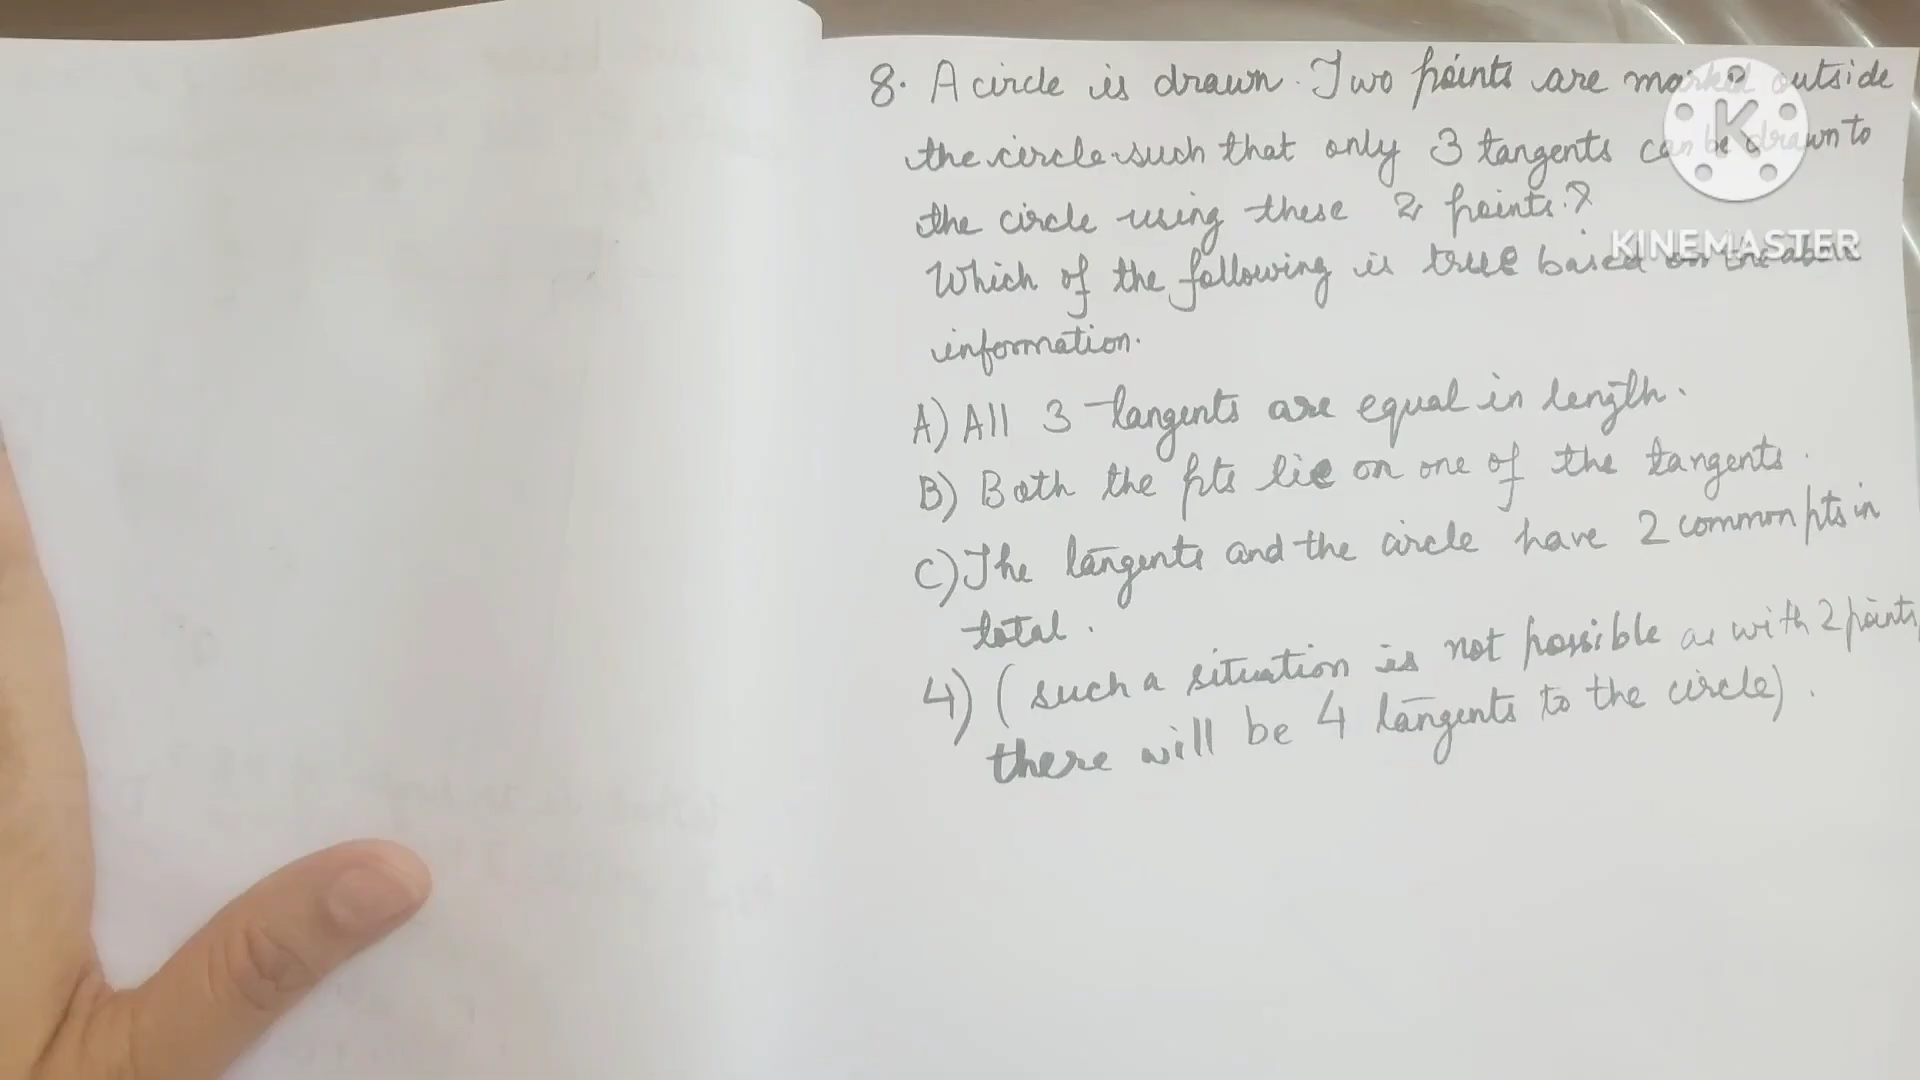 8. A circle is drawn. Two points are marked outside
the circle such that only 3 tangents can be drawn to
the circle using these 2 points.?
Which of the following is true based on the above
information.
A) All 3 tangents are equal in length.
B) Both the pts lie on one of the tangents.
C) The tangents and the circle have 2 common pts in
total.
4) (such a situation is not possible as with 2 points,
there will be 4 tangents to the circle).
K
KINEMASTER